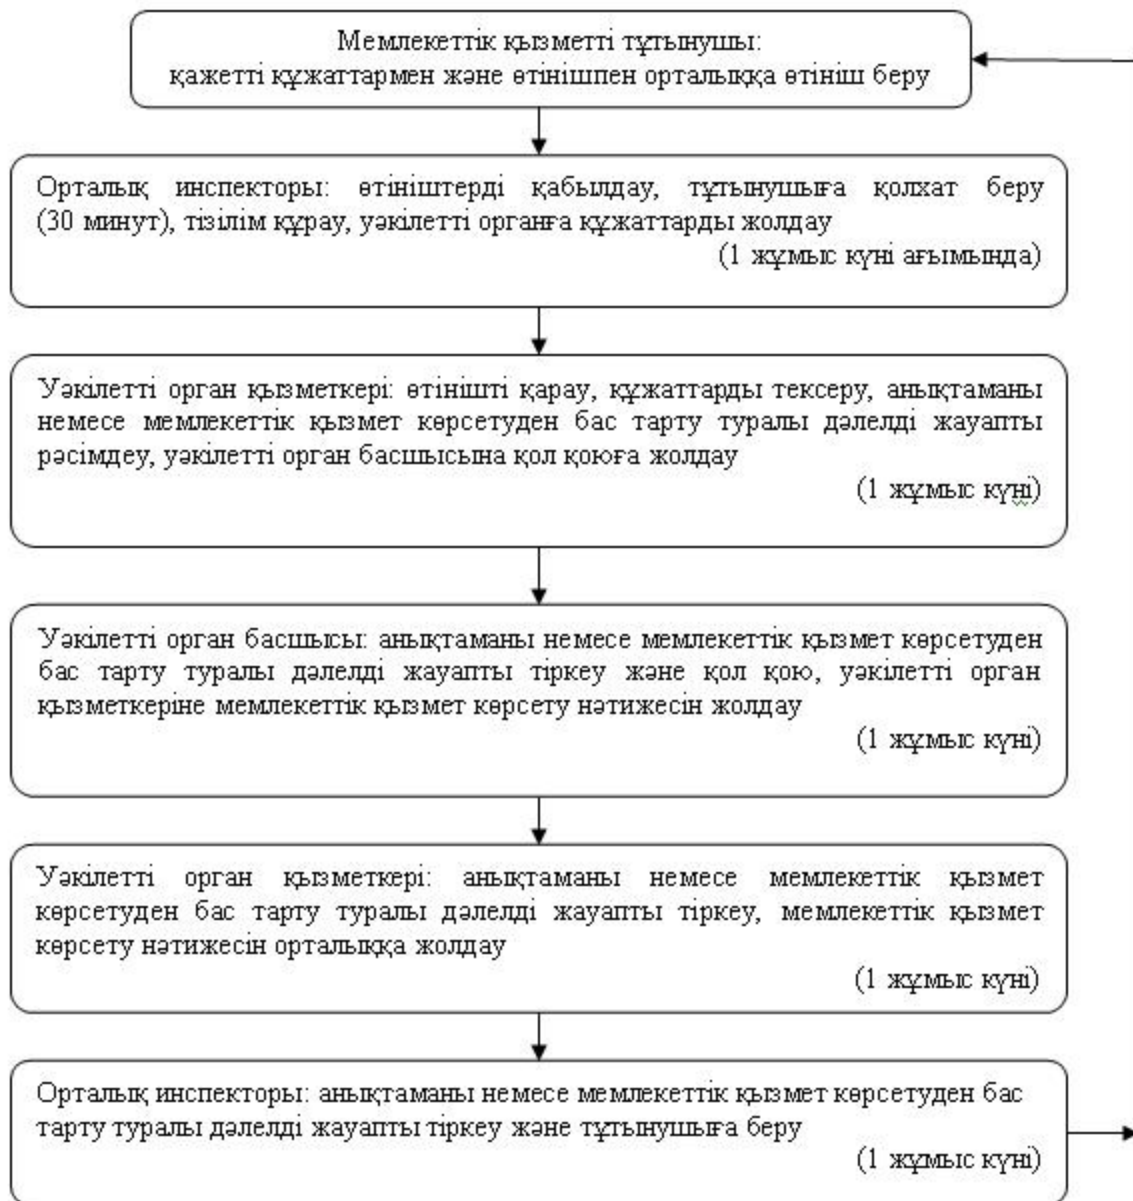 Мемлекеттік қызметті тұтынушы:
қажетті құжаттармен және өтінішпен орталыққа өтініш беру
Орталық инспекторы: өтініштерді қабылдау, тұтынушыға қолхат беру
(30 минут), тізілім құрау, уәкілетті органға құжаттарды жолдау
(1 жұмыс күні ағымында)
Уәкілетті орган қызметкері: өтінішті қарау, құжаттарды тексеру, анықтаманы
немесе мемлекеттік қызмет көрсетуден бас тарту туралы дәлелді жауапты
рәсімдеу, уәкілетті орган басшысына қол қоюға жолдау
(1 жұмыс күні)
Уәкілетті орган басшысы: анықтаманы немесе мемлекеттік қызмет көрсетуден
бас тарту туралы дәлелді жауапты тіркеу және қол қою, уәкілетті орган
қызметкеріне мемлекеттік қызмет көрсету нәтижесін жолдау
(1 жұмыс күні)
Уәкілетті орган қызметкері: анықтаманы немесе мемлекеттік қызмет
көрсетуден бас тарту туралы дәлелді жауапты тіркеу, мемлекеттік қызмет
көрсету нәтижесін орталыққа жолдау
(1 жұмыс күні)
Орталық инспекторы: анықтаманы немесе мемлекеттік қызмет көрсетуден бас
тарту туралы дәлелді жауапты тіркеу және тұтынушыға беру
(1 жұмыс күні)